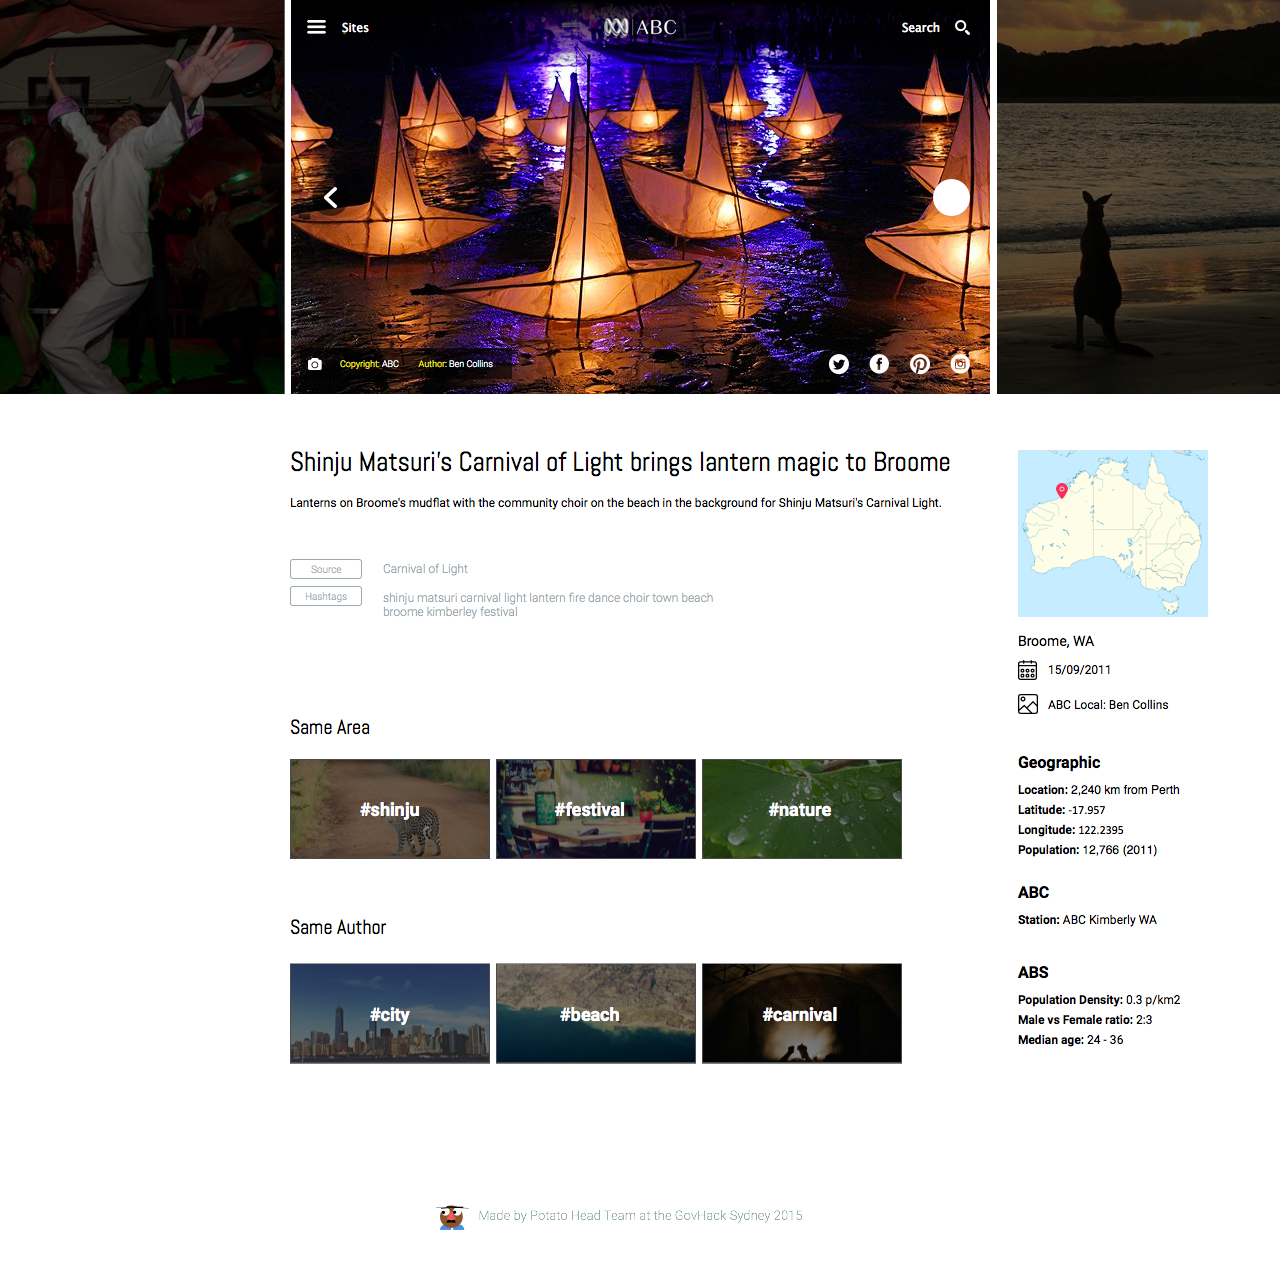 Sites
ABC
Search
Copyright: ABC
Author: Ben Collins
Shinju Matsuri's Carnival of Light brings lantern magic to Broome
Lanterns on Broome's mudflat with the community choir on the beach in the background for Shinju Matsuri's Carnival Light.
Source
Carnival of Light
Hashtags
shinju matsuri carnival light lantern fire dance choir town beach
broome kimberley festival
Broome, WA
15/09/2011
ABC Local: Ben Collins
Geographic
Location: 2,240 km from Perth
Latitude: -17.957
Longitude: 122.2395
Population: 12,766 (2011)
ABC
Station: ABC Kimberly WA
ABS
Population Density: 0.3 p/km2
Male vs Female ratio: 2:3
Median age: 24 - 36
Same Area
#shinju
#festival
#nature
Same Author
#city
#beach
#carnival
Made by Potato Head Team at the GovHack Sydney 2015